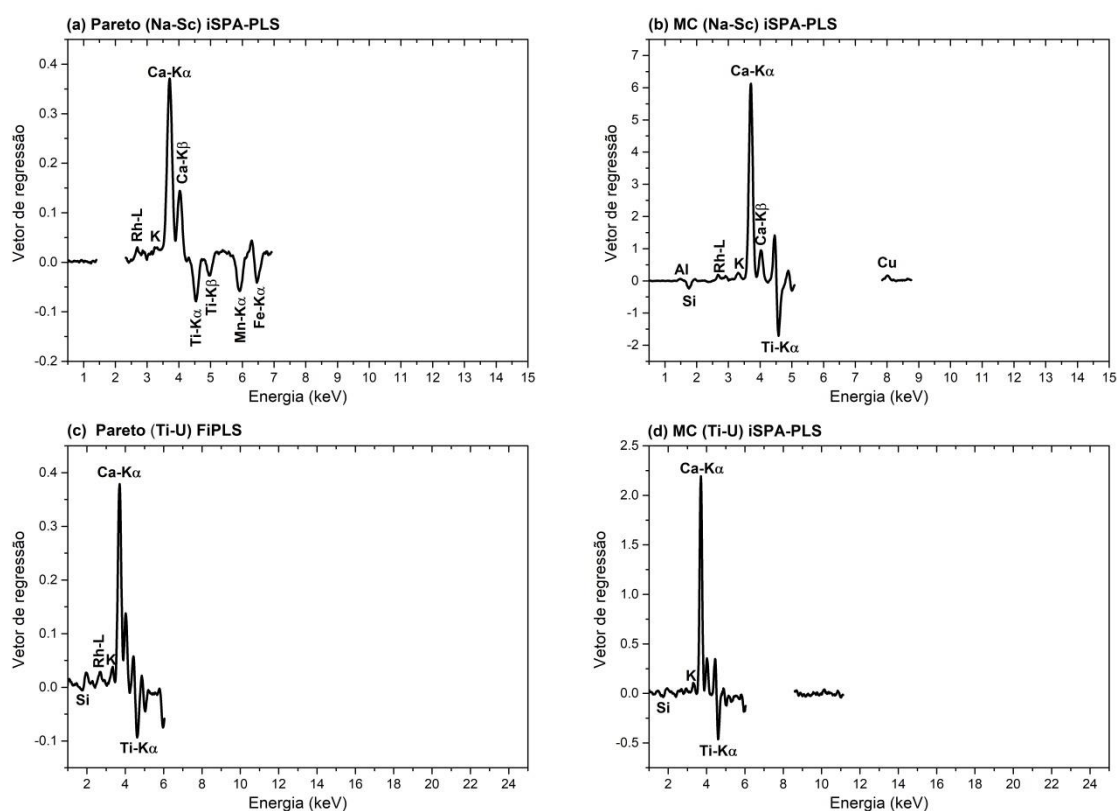 (a) Pareto (Na-Sc) iSPA-PLS
0.4
0.3
0.2
0.1
0.0
-0.1
-0.2
Vetor de regressão
Ca-Kα
Ca-Kβ
Rh-L
K
Ti-Kα
Ti-Kβ
Mn-Kα
Fe-Kα
1 2 3 4 5 6 7 8 9 10 11 12 13 14 15
Energia (keV)
(b) MC (Na-Sc) iSPA-PLS
7
6
5
4
3
2
1
0
-1
-2
Vetor de regressão
Ca-Kα
Ca-Kβ
Rh-L
K
Al
Si
Cu
Ti-Kα
1 2 3 4 5 6 7 8 9 10 11 12 13 14 15
Energia (keV)
(c) Pareto (Ti-U) FiPLS
0.4
0.3
0.2
0.1
0.0
-0.1
Vetor de regressão
Ca-Kα
Rh-L
K
Si
Ti-Kα
2 4 6 8 10 12 14 16 18 20 22 24
Energia (keV)
(d) MC (Ti-U) iSPA-PLS
2.5
2.0
1.5
1.0
0.5
0.0
-0.5
Vetor de regressão
Ca-Kα
K
Si
Ti-Kα
2 4 6 8 10 12 14 16 18 20 22 24
Energia (keV)